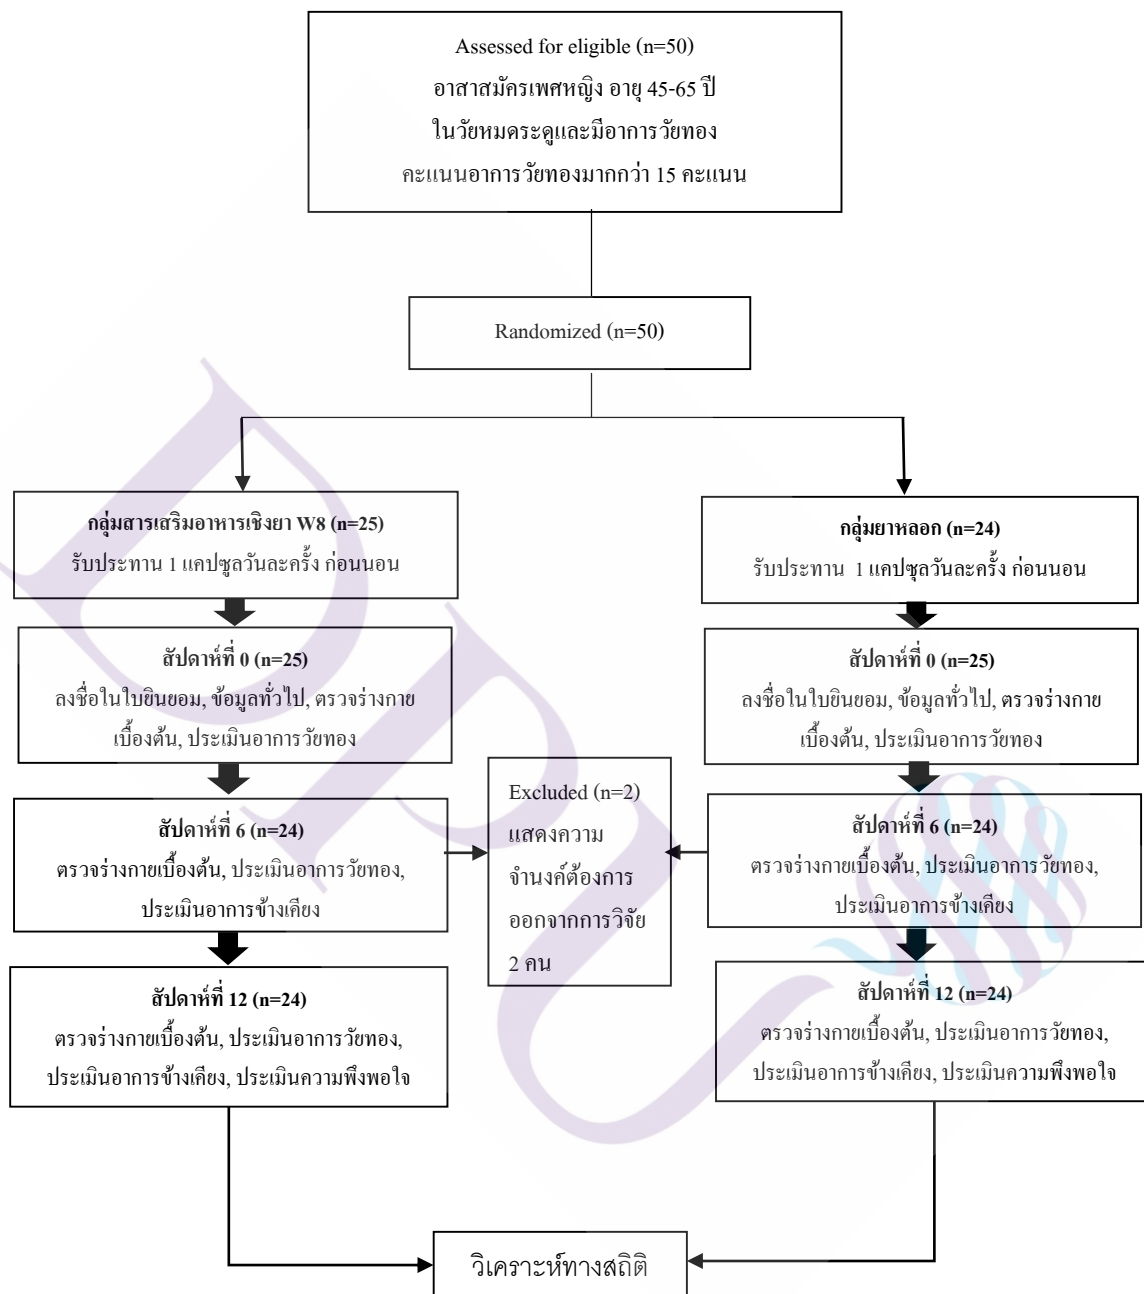 Assessed for eligible (n=50)
อาสาสมัครเพศหญิง อายุ 45-65 ปี
ในวัยหมดระดูและมีอาการวัยทอง
คะแนนอาการวัยทองมากกว่า 15 คะแนน
Randomized (n=50)
กลุ่มสารเสริมอาหารเชิงยา W8 (n=25)
รับประทาน 1 แคปซูลวันละครั้ง ก่อนนอน
กลุ่มยาหลอก (n=24)
รับประทาน 1 แคปซุลวันละครั้ง ก่อนนอน
สัปดาห์ที่ 0 (n=25)
ลงชื่อในใบยินยอม, ข้อมูลทั่วไป, ตรวจร่างกาย
เบื้องต้น, ประเมินอาการวัยทอง
สัปดาห์ที่ 0 (n=25)
ลงชื่อในใบยินยอม, ข้อมูลทั่วไป, ตรวจร่างกาย
เบื้องต้น, ประเมินอาการวัยทอง
สัปดาห์ที่ 6 (n=24)
ตรวจร่างกายเบื้องต้น, ประเมินอาการวัยทอง,
ประเมินอาการข้างเคียง
Excluded (n=2)
แสดงความ
จำนงค์ต้องการ
ออกจากการวิจัย
2 คน
สัปดาห์ที่ 6 (n=24)
ตรวจร่างกายเบื้องต้น, ประเมินอาการวัยทอง,
ประเมินอาการข้างเคียง
สัปดาห์ที่ 12 (n=24)
ตรวจร่างกายเบื้องต้น, ประเมินอาการวัยทอง,
ประเมินอาการข้างเคียง, ประเมินความพึงพอใจ
สัปดาห์ที่ 12 (n=24)
ตรวจร่างกายเบื้องต้น, ประเมินอาการวัยทอง,
ประเมินอาการข้างเคียง, ประเมินความพึงพอใจ
วิเคราะห์ทางสถิติ
DPU